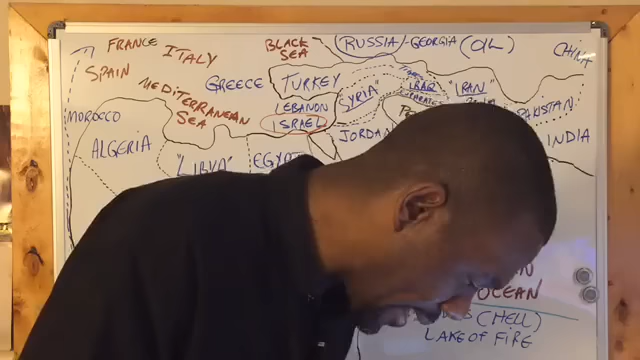 FRANCE
ITALY
SPAIN
MEDITERRANEAN
SEA
MOROCCO
ALGERIA
"LIBYA"
GREECE
BLACK
SEA
TURKEY
LEBANON
ISRAEL
EGYPT
JORDAN
SYRIA"
RUSSIA-GEORGIA (OIL)
IRAQ
"IRAN"
CHINA
PAKISTAN
INDIA
OCEAN
(HELL)
LAKE OF FIRE